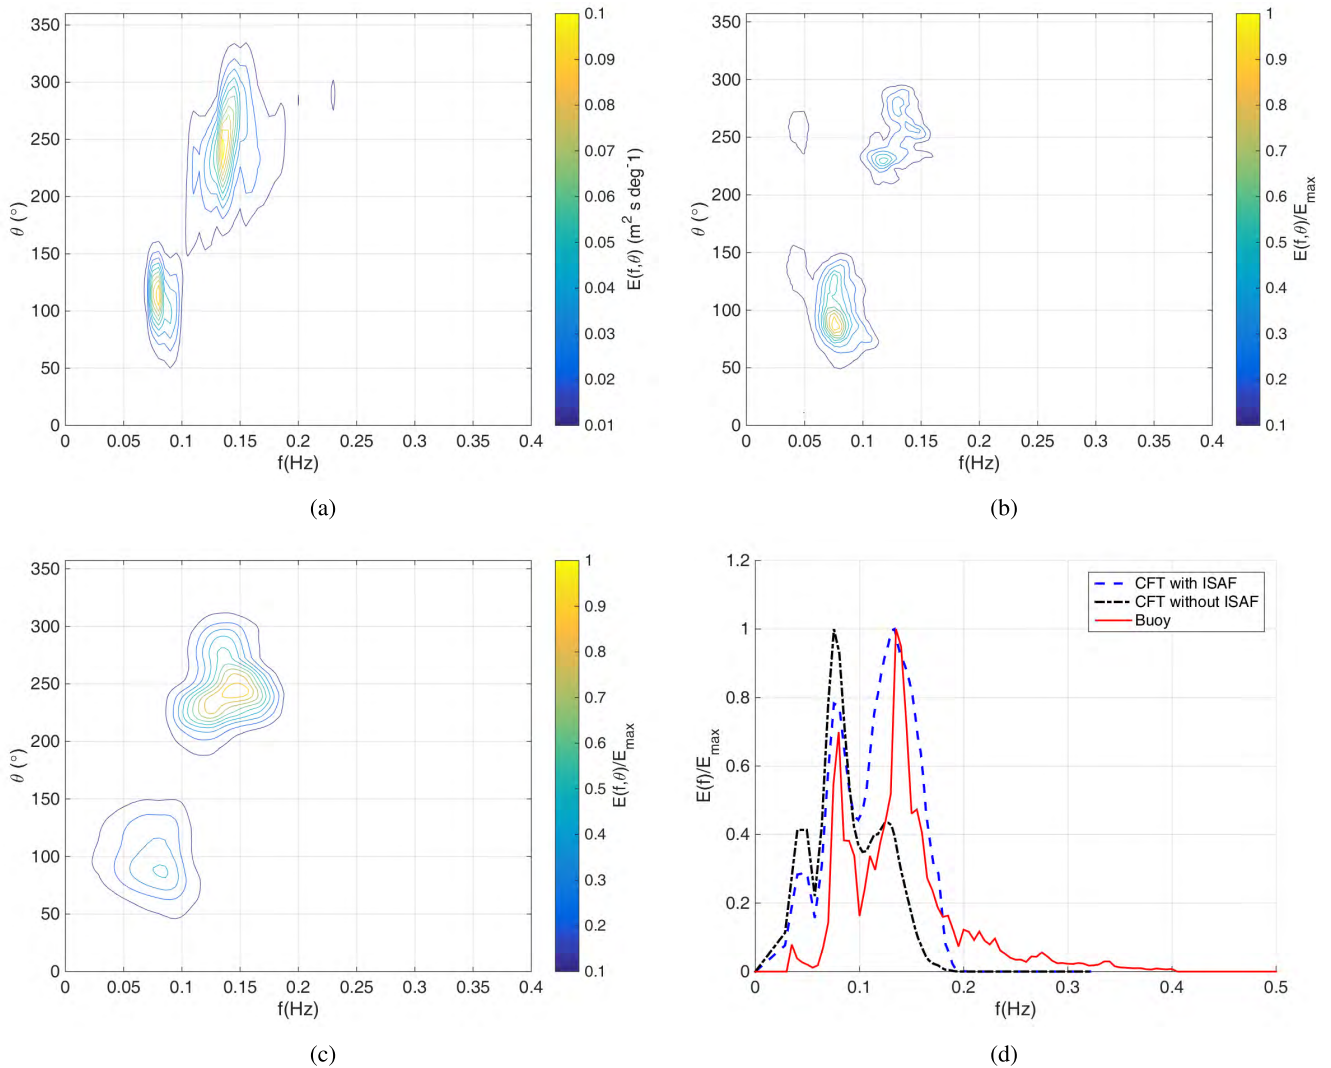 350
300
250
200
150
100
50
0
θ (°)
0 0.05 0.1 0.15 0.2 0.25 0.3 0.35 0.4
f(Hz)
0.1
0.09
0.08
0.07
0.06
0.05
0.04
0.03
0.02
0.01
E(f,θ) (m² s deg⁻1)
(a)
350
300
250
200
150
100
50
0
θ (°)
0 0.05 0.1 0.15 0.2 0.25 0.3 0.35 0.4
f(Hz)
1
0.9
0.8
0.7
0.6
0.5
0.4
0.3
0.2
0.1
E(f,θ)/E_max
(b)
350
300
250
200
150
100
50
0
θ (°)
0 0.05 0.1 0.15 0.2 0.25 0.3 0.35 0.4
f(Hz)
1
0.9
0.8
0.7
0.6
0.5
0.4
0.3
0.2
0.1
E(f,θ)/E_max
(c)
1.2
1
0.8
0.6
0.4
0.2
0
E(f)/E_max
CFT with ISAF
CFT without ISAF
Buoy
0 0.1 0.2 0.3 0.4 0.5
f(Hz)
(d)